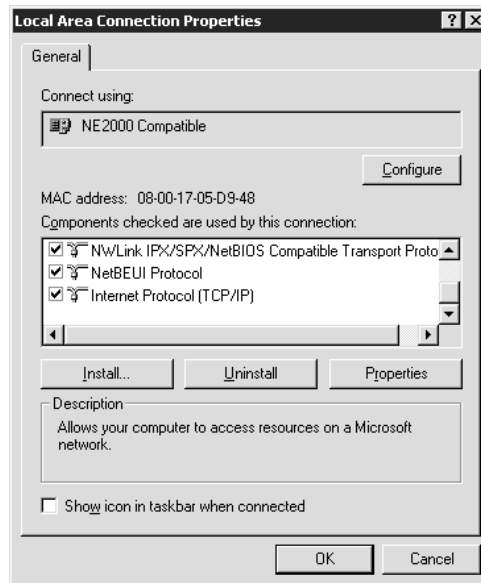 Local Area Connection Properties
General
Connect using:
NE2000 Compatible
Configure
MAC address: 08-00-17-05-D9-48
Components checked are used by this connection:
NWLink IPX/SPX/NetBIOS Compatible Transport Proto
NetBEUI Protocol
Internet Protocol (TCP/IP)
Install... Uninstall Properties
Description
Allows your computer to access resources on a Microsoft
network.
Show icon in taskbar when connected
OK Cancel